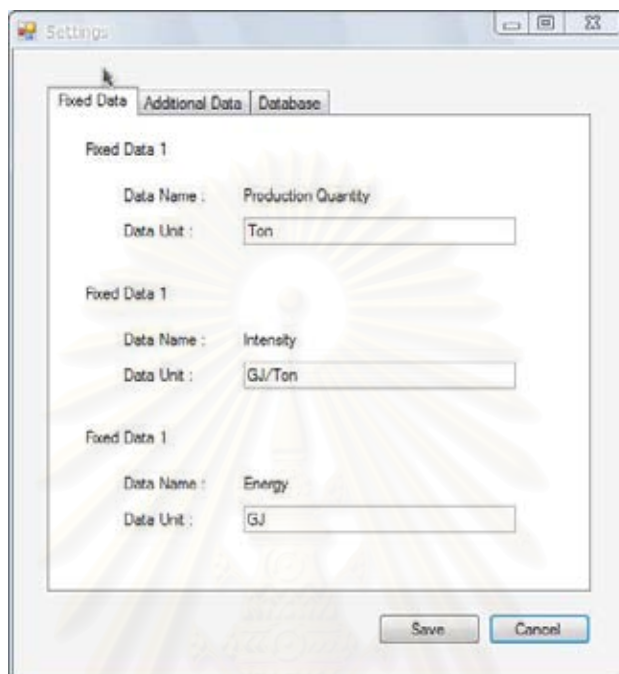 Settings
Fixed Data Additional Data Database
Fixed Data 1
Data Name : Production Quantity
Data Unit : Ton
Fixed Data 1
Data Name : Intensity
Data Unit : GJ/Ton
Fixed Data 1
Data Name : Energy
Data Unit : GJ
Save Cancel